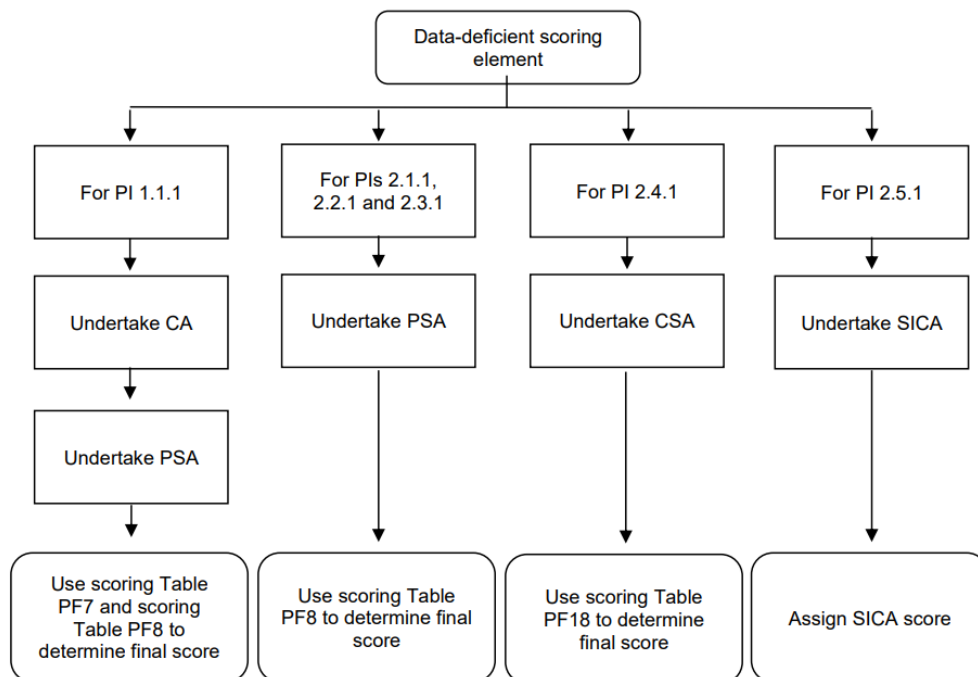 Data-deficient scoring
element
For PI 1.1.1
For PIs 2.1.1,
2.2.1 and 2.3.1
For PI 2.4.1
For PI 2.5.1
Undertake CA
Undertake PSA
Undertake CSA
Undertake SICA
Undertake PSA
Use scoring Table
PF7 and scoring
Table PF8 to
determine final score
Use scoring Table
PF8 to determine final
score
Use scoring Table
PF18 to determine
final score
Assign SICA score